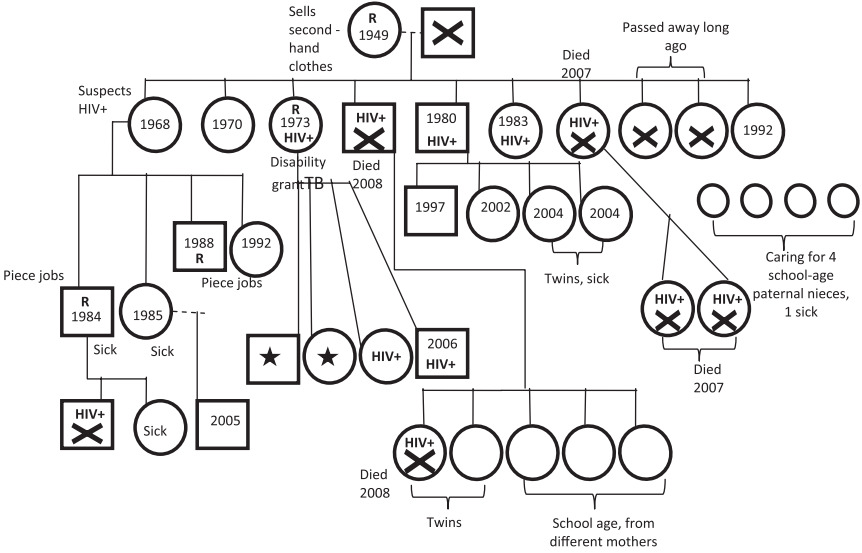 Sells
second -
hand
clothes
R
1949
Passed away long
ago
Died
2007
Suspects
HIV+
1968
1970
R
1973
HIV+
HIV+
1980
HIV+
1983
HIV+
HIV+
1992
Disability
grant TB
Died
2008
1988
R
1992
Piece jobs
1997
2002
2004
2004
Twins, sick
Caring for 4
school-age
paternal nieces,
1 sick
Piece jobs
R
1984
Sick
1985
Sick
HIV+
2006
HIV+
HIV+
HIV+
Died
2007
HIV+
Sick
2005
HIV+
Died
2008
Twins
School age, from
different mothers